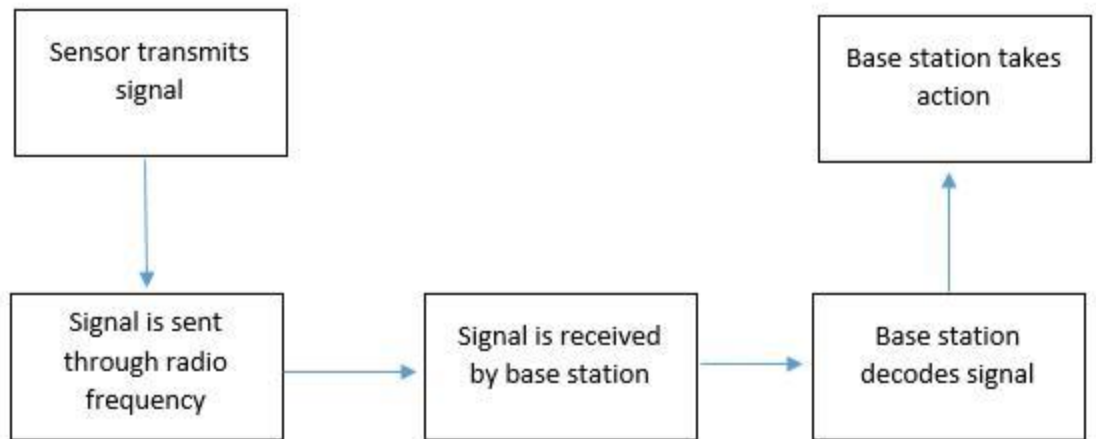 Sensor transmits
signal
Signal is sent
through radio
frequency
Signal is received
by base station
Base station
decodes signal
Base station takes
action